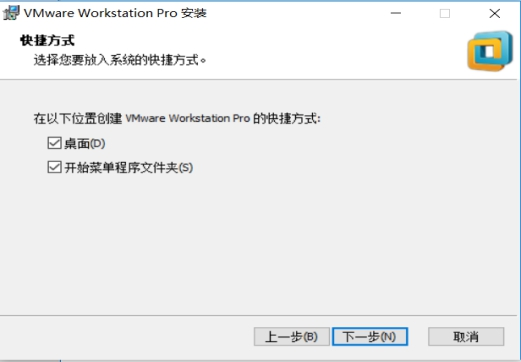 VMware Workstation Pro 安装
快捷方式
选择您要放入系统的快捷方式。
在以下位置创建 VMware Workstation Pro 的快捷方式:
桌面(D)
开始菜单程序文件夹(S)
上一步(B) 下一步(N) 取消